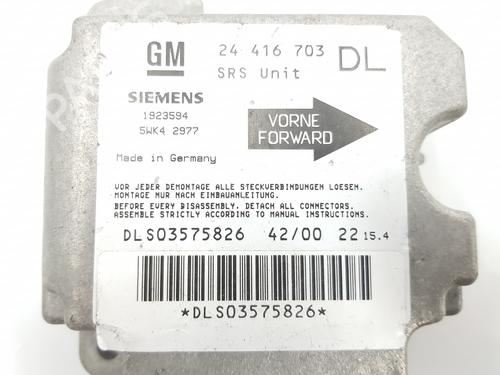 GM 24 416 703 DL
SRS Unit
SIEMENS
1923594
5WK4 2977
VORNE
FORWARD
Made in Germany
VOR JEDER DEMONTAGE ALLE STECKVERBINDUNGEN LOESEN.
MONTAGE NUR NACH EINBAUANLEITUNG.
BEFORE EVERY DISASSEMBLY, DETACH ALL CONNECTORS.
ASSEMBLE STRICTLY ACCORDING TO MANUAL INSTRUCTIONS.
DLS03575826 42/00 22 15.4
*DLS03575826*